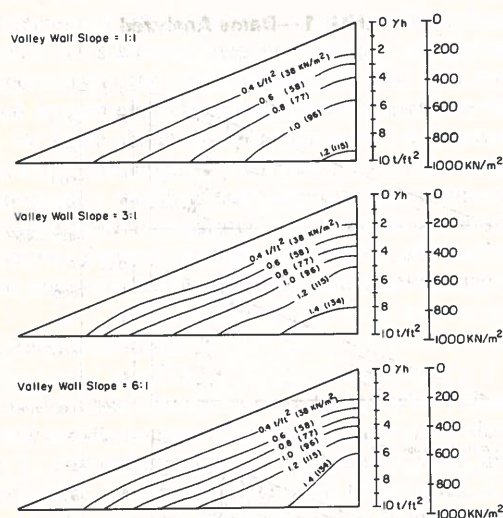 Valley Wall Slope = 1:1
0 γh
2
4
6
8
10 t/ft²
0
200
400
600
800
1000 KN/m²
0.4 t/ft² (38 KN/m²)
0.6 (58)
0.8 (77)
1.0 (96)
1.2 (115)
Valley Wall Slope = 3:1
0 γh
2
4
6
8
10 t/ft²
0
200
400
600
800
1000 KN/m²
0.4 t/ft² (38 KN/m²)
0.6 (58)
0.8 (77)
1.0 (96)
1.2 (115)
1.4 (134)
Valley Wall Slope = 6:1
0 γh
2
4
6
8
10 t/ft²
0
200
400
600
800
1000 KN/m²
0.4 t/ft² (38 KN/m²)
0.6 (58)
0.8 (77)
1.0 (96)
1.2 (115)
1.4 (134)